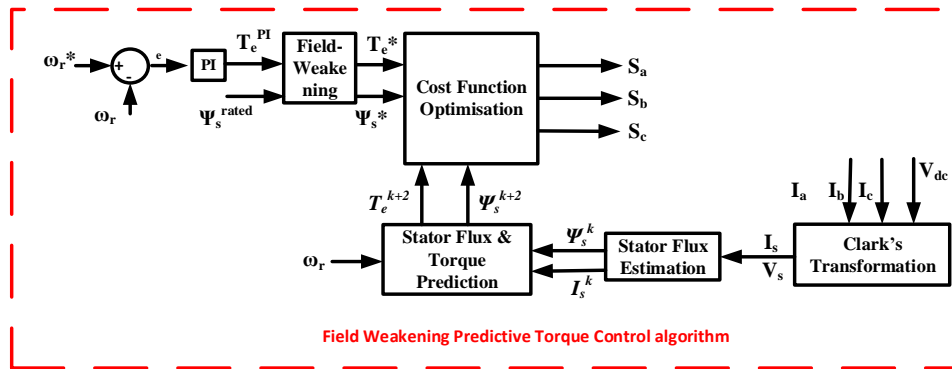 ωr*
+
-
e
ωr
PI
Te^PI
Ψs^rated
Field-
Weake
ning
Te*
Ψs*
Cost Function
Optimisation
Sa
Sb
Sc
Te^k+2
Ψs^k+2
ωr
Stator Flux &
Torque
Prediction
Ψs^k
Is^k
Stator Flux
Estimation
Is
Vs
Ia
Ib
Ic
Vdc
Clark's
Transformation
Field Weakening Predictive Torque Control algorithm